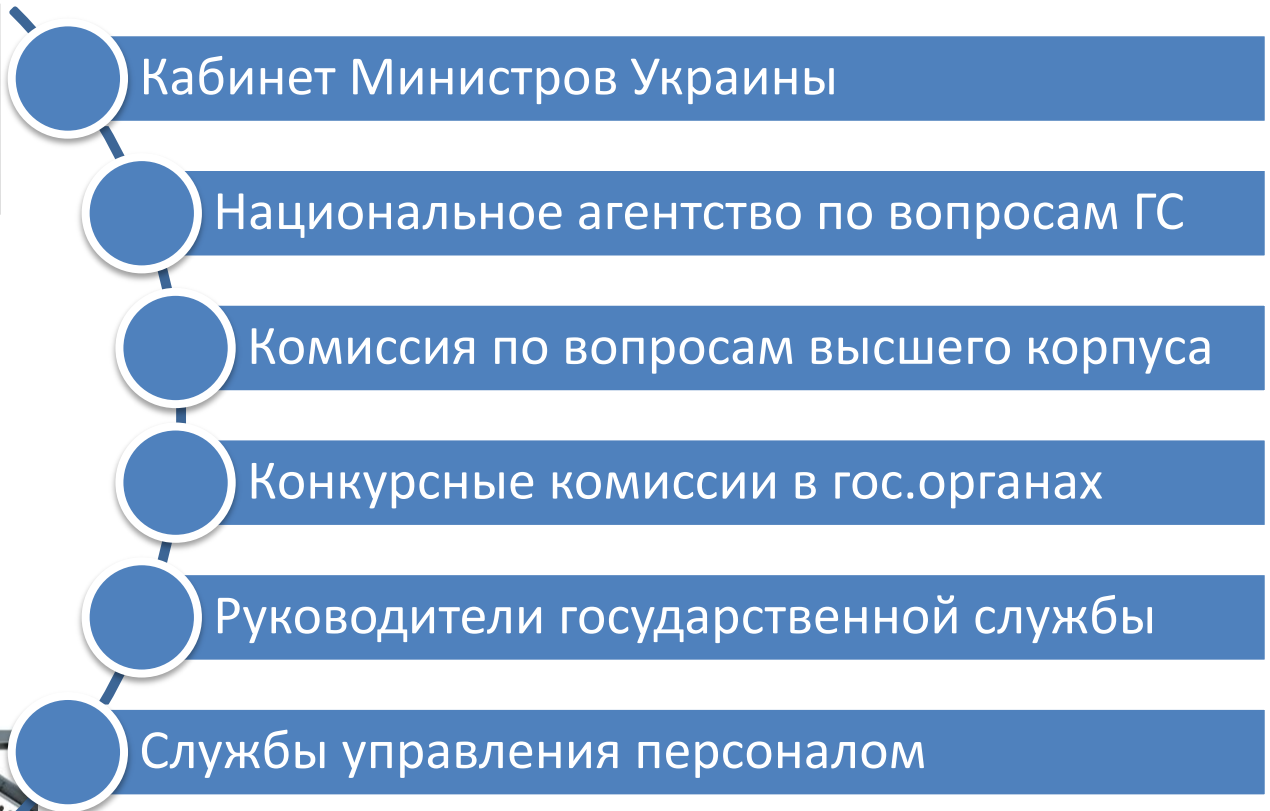 Кабинет Министров Украины
Национальное агентство по вопросам ГС
Комиссия по вопросам высшего корпуса
Конкурсные комиссии в гос.органах
Руководители государственной службы
Службы управления персоналом